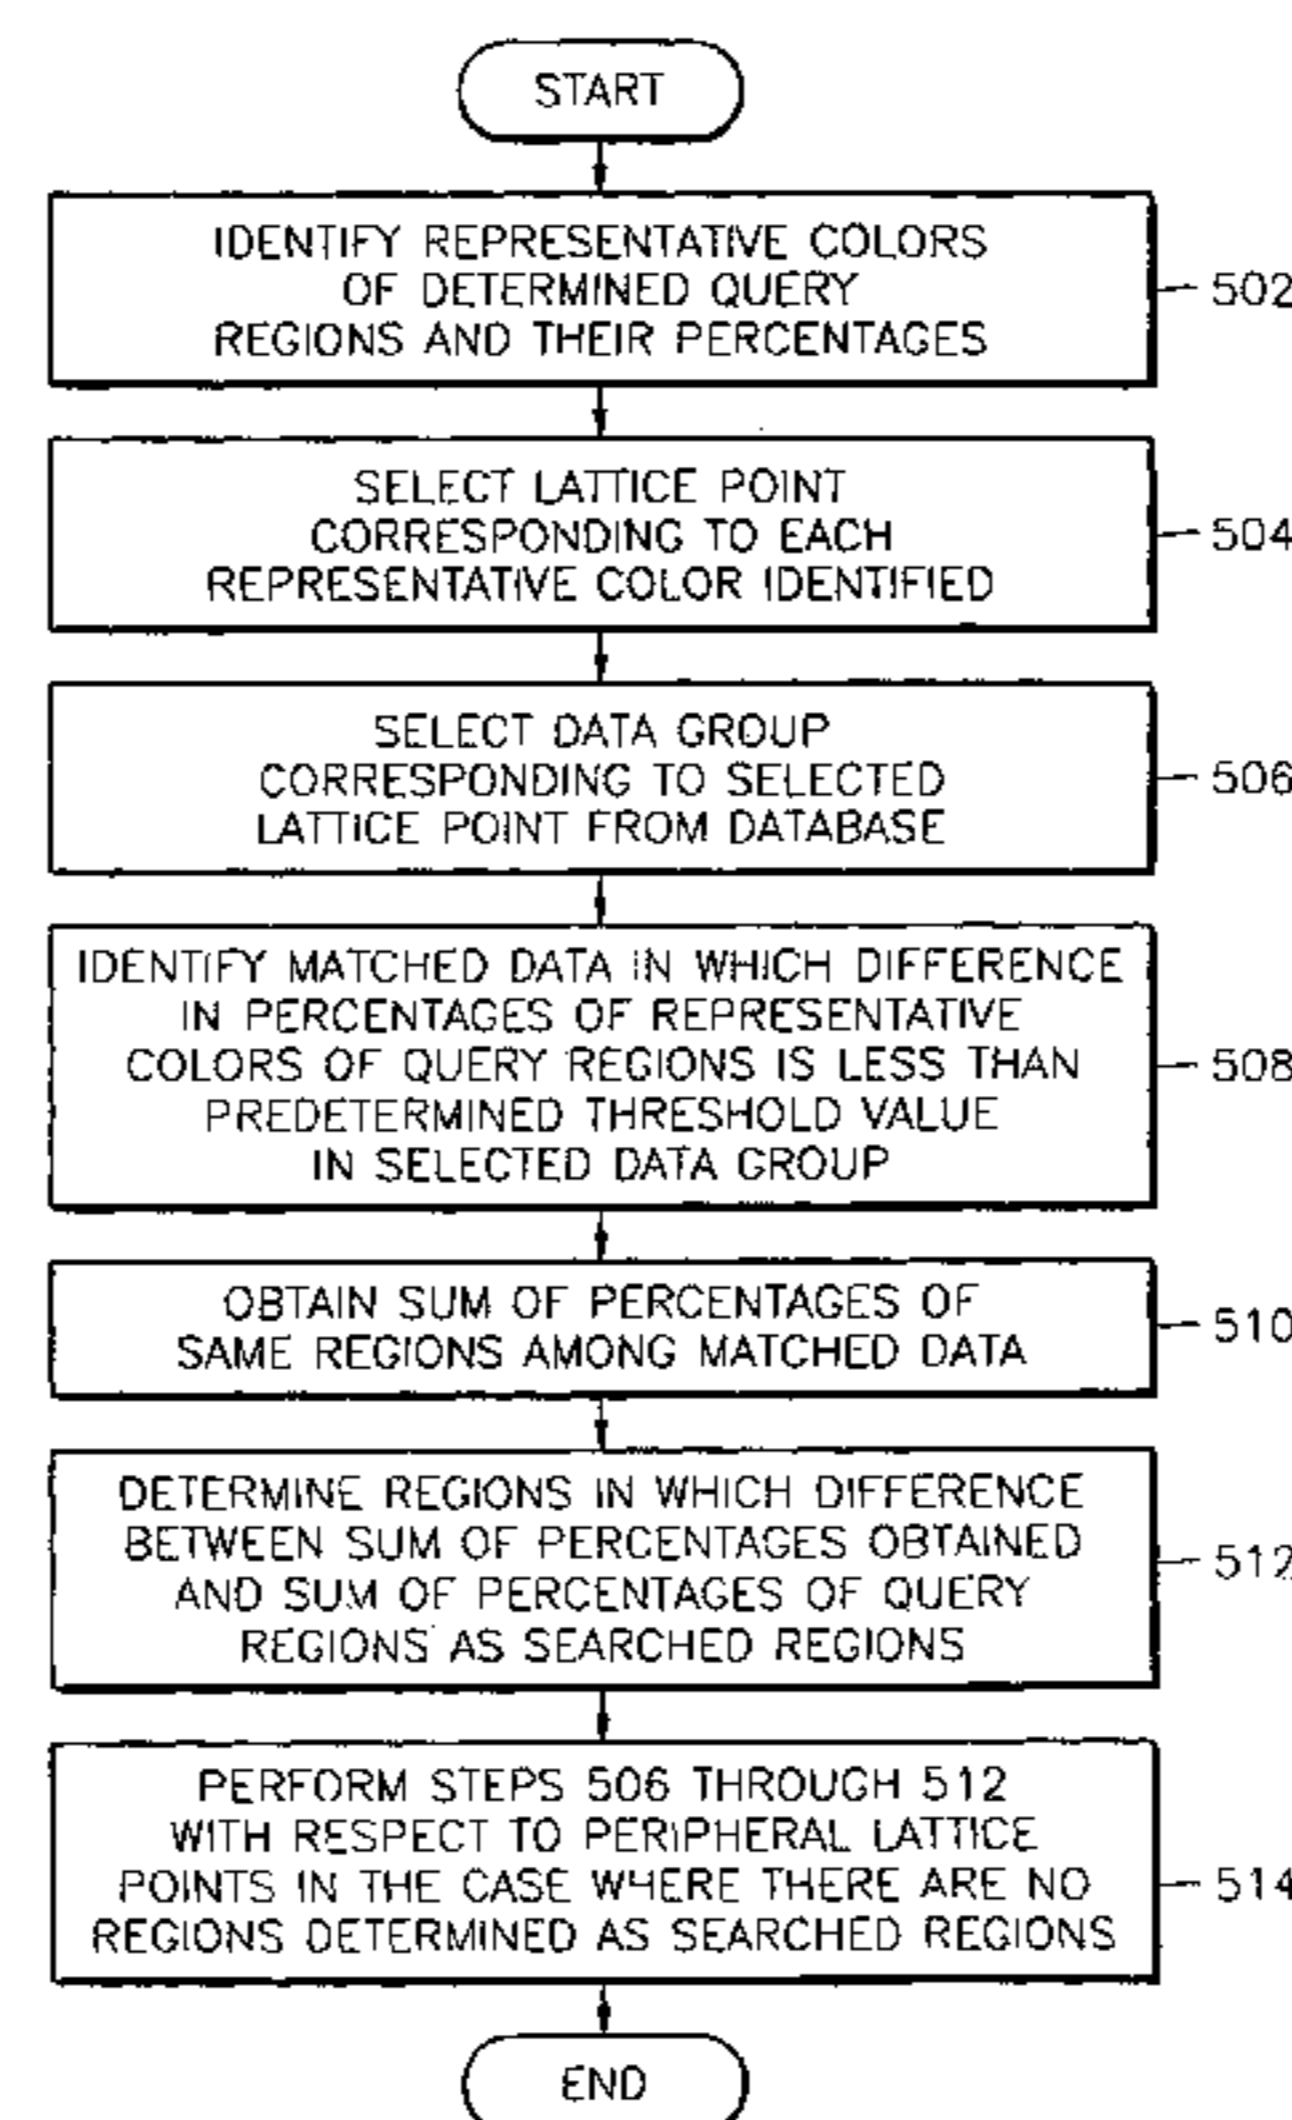 START
IDENTIFY REPRESENTATIVE COLORS
OF DETERMINED QUERY
REGIONS AND THEIR PERCENTAGES
502
SELECT LATTICE POINT
CORRESPONDING TO EACH
REPRESENTATIVE COLOR IDENTIFIED
504
SELECT DATA GROUP
CORRESPONDING TO SELECTED
LATTICE POINT FROM DATABASE
506
IDENTIFY MATCHED DATA IN WHICH DIFFERENCE
IN PERCENTAGES OF REPRESENTATIVE
COLORS OF QUERY REGIONS IS LESS THAN
PREDETERMINED THRESHOLD VALUE
IN SELECTED DATA GROUP
508
OBTAIN SUM OF PERCENTAGES OF
SAME REGIONS AMONG MATCHED DATA
510
DETERMINE REGIONS IN WHICH DIFFERENCE
BETWEEN SUM OF PERCENTAGES OBTAINED
AND SUM OF PERCENTAGES OF QUERY
REGIONS AS SEARCHED REGIONS
512
PERFORM STEPS 506 THROUGH 512
WITH RESPECT TO PERIPHERAL LATTICE
POINTS IN THE CASE WHERE THERE ARE NO
REGIONS DETERMINED AS SEARCHED REGIONS
514
END